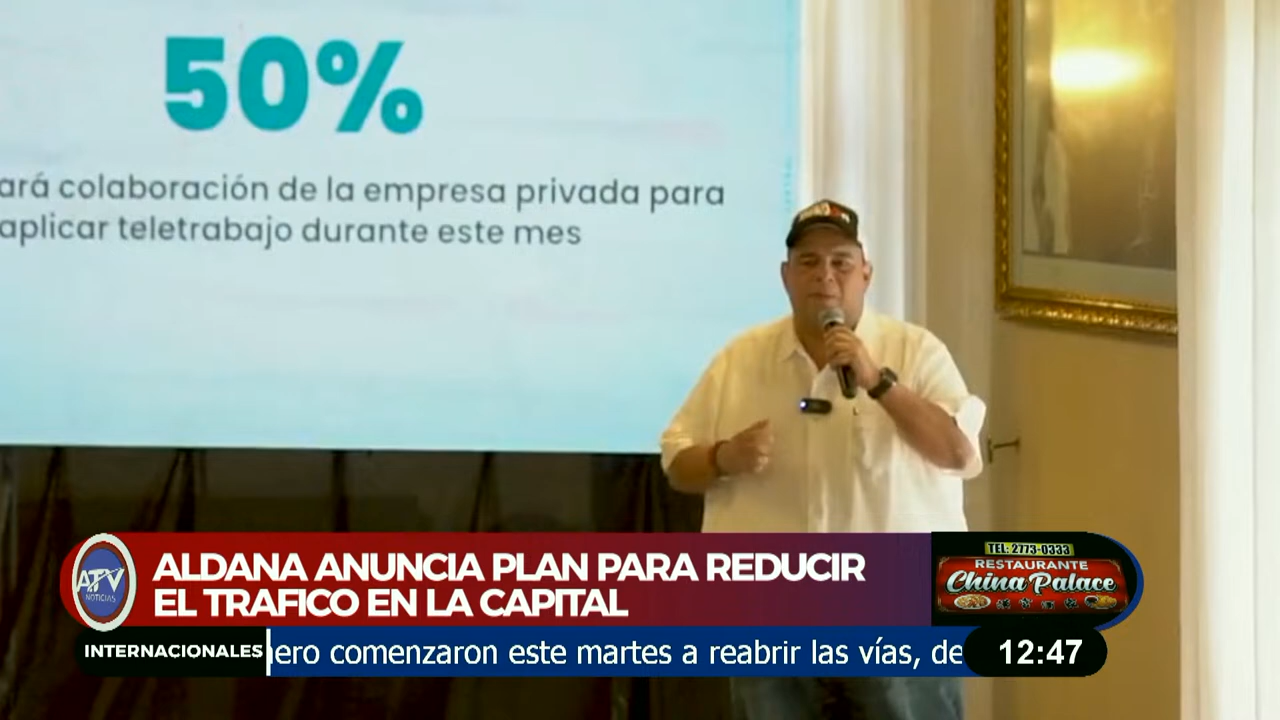 50%
ará colaboración de la empresa privada para
aplicar teletrabajo durante este mes
ATV
NOTICIAS
ALDANA ANUNCIA PLAN PARA REDUCIR
EL TRAFICO EN LA CAPITAL
TEL. 2773-0333
RESTAURANTE
China Palace
INTERNACIONALES
ero comenzaron este martes a reabrir las vías, de
12:47